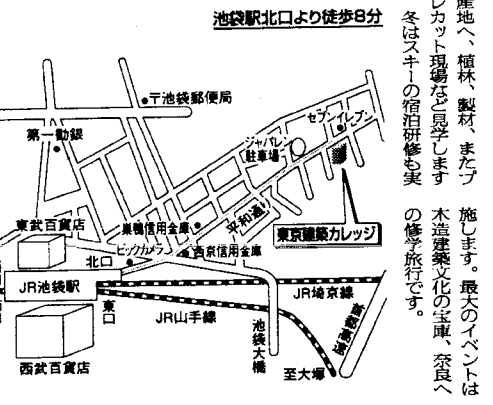 産地へ、植林、製材、またプ
レカット現場など見学します
冬はスキーの宿泊研修も実
施します。最大のイベントは
木造建築文化の宝庫、奈良へ
の修学旅行です。
池袋駅北口より徒歩8分
〒池袋郵便局
第一勧銀
セブンイレブン
ジャパレン
駐車場
東武百貨店
巣鴨信用金庫
平和通り
東京建築カレッジ
北口
ビックカメラ
西京信用金庫
JR池袋駅
東口
JR埼京線
JR山手線
池袋大橋
首都高速
西武百貨店
至大塚